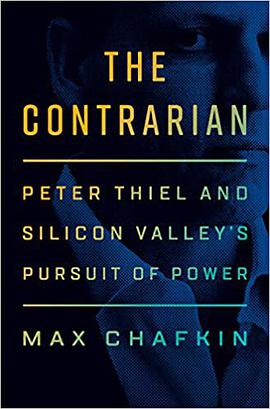 THE
CONTRARIAN
PETER THIEL AND
SILICON VALLEY'S
PURSUIT OF POWER
MAX CHAFKIN